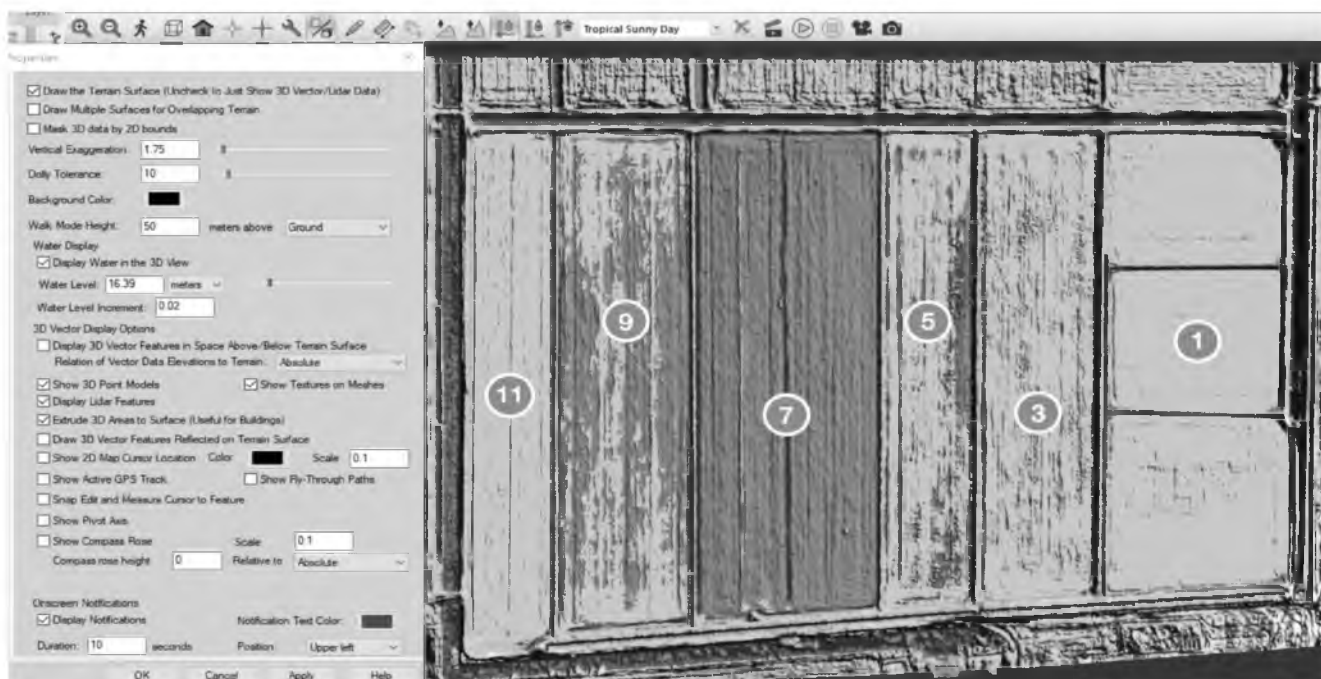 Tropical Sunny Day
Properties
Draw the Terrain Surface (Uncheck to Just Show 3D Vector/Lidar Data)
Draw Multiple Surfaces for Overlapping Terrain
Mask 3D data by 2D bounds
Vertical Exaggeration: 1.75
Dolly Tolerance: 10
Background Color:
Walk Mode Height: 50 meters above Ground
Water Display
Display Water in the 3D View
Water Level: 16.39 meters
Water Level Increment: 0.02
3D Vector Display Options
Display 3D Vector Features in Space Above/Below Terrain Surface
Relation of Vector Data Elevations to Terrain: Absolute
Show 3D Point Models Show Textures on Meshes
Display Lidar Features
Extrude 3D Areas to Surface (Useful for Buildings)
Draw 3D Vector Features Reflected on Terrain Surface
Show 2D Map Cursor Location Color Scale 0.1
Show Active GPS Track Show Fly-Through Paths
Snap Edit and Measure Cursor to Feature
Show Pivot Axis
Show Compass Rose Scale 0.1
Compass rose height 0 Relative to Absolute
Onscreen Notifications
Display Notifications Notification Text Color:
Duration: 10 seconds Position Upper left
OK Cancel Apply Help
11
9
7
5
3
1